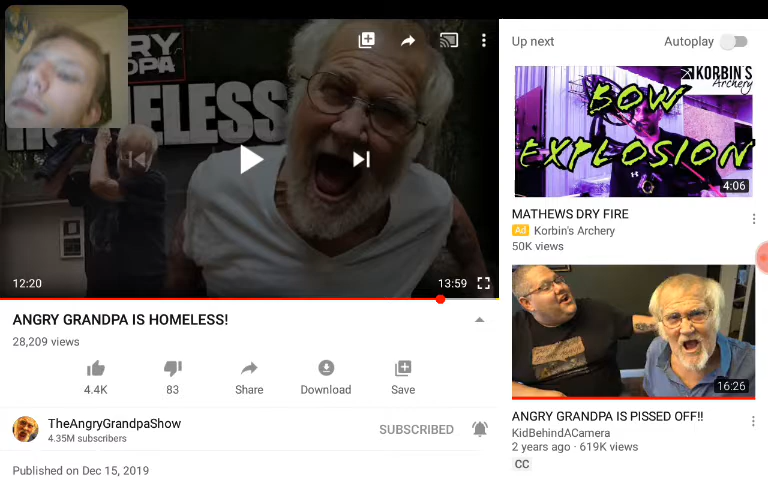 RY
DPA
HOMELESS
12:20
13:59
ANGRY GRANDPA IS HOMELESS!
28,209 views
4.4K
83
Share
Download
Save
TheAngryGrandpaShow
4.35M subscribers
SUBSCRIBED
Published on Dec 15, 2019
Up next
Autoplay
KORBIN'S
Archery
BOW
EXPLOSION
4:06
MATHEWS DRY FIRE
Ad Korbin's Archery
50K views
16:26
ANGRY GRANDPA IS PISSED OFF!!
KidBehindACamera
2 years ago · 619K views
CC